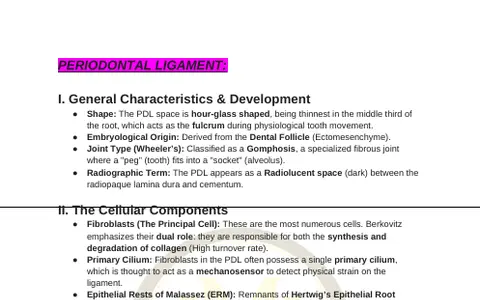 PERIODONTAL LIGAMENT:
I. General Characteristics & Development
● Shape: The PDL space is hour-glass shaped, being thinnest in the middle third of
the root, which acts as the fulcrum during physiological tooth movement.
● Embryological Origin: Derived from the Dental Follicle (Ectomesenchyme).
● Joint Type (Wheeler's): Classified as a Gomphosis, a specialized fibrous joint
where a "peg" (tooth) fits into a "socket" (alveolus).
● Radiographic Term: The PDL appears as a Radiolucent space (dark) between the
radiopaque lamina dura and cementum.
II. The Cellular Components
● Fibroblasts (The Principal Cell): These are the most numerous cells. Berkovitz
emphasizes their dual role: they are responsible for both the synthesis and
degradation of collagen (High turnover rate).
● Primary Cilium: Fibroblasts in the PDL often possess a single primary cilium,
which is thought to act as a mechanosensor to detect physical strain on the
ligament.
● Epithelial Rests of Malassez (ERM): Remnants of Hertwig's Epithelial Root